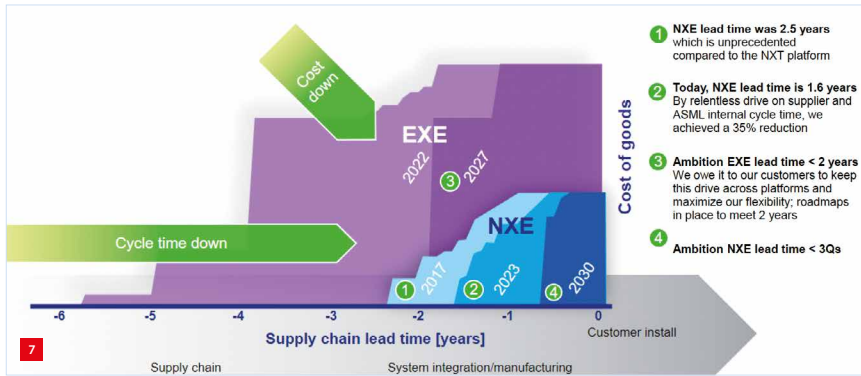 Cost
down
EXE
2022
2027
3
Cycle time down
NXE
1
2017
2
2023
4
2030
Cost of goods
-6
-5
-4
-3
-2
-1
0
Supply chain lead time [years]
Customer install
7
Supply chain
System integration/manufacturing
1
NXE lead time was 2.5 years
which is unprecedented
compared to the NXT platform
2
Today, NXE lead time is 1.6 years
By relentless drive on supplier and
ASML internal cycle time, we
achieved a 35% reduction
3
Ambition EXE lead time < 2 years
We owe it to our customers to keep
this drive across platforms and
maximize our flexibility; roadmaps
in place to meet 2 years
4
Ambition NXE lead time < 3Qs